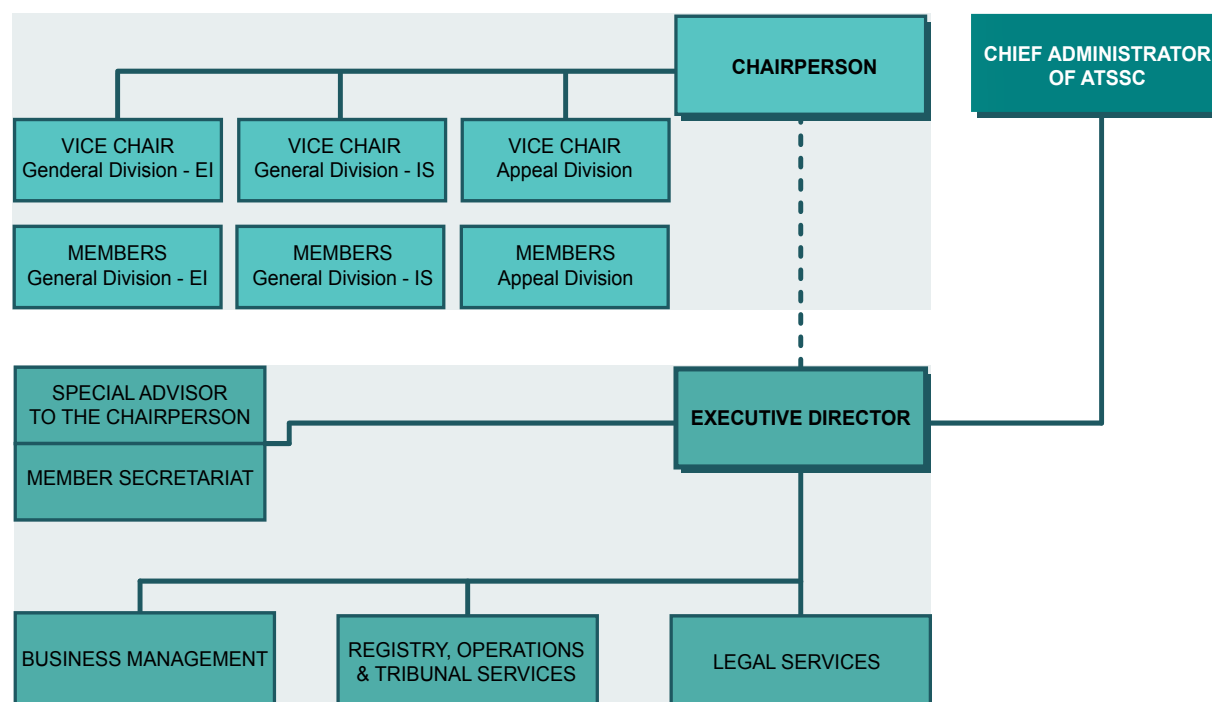 CHAIRPERSON
CHIEF ADMINISTRATOR
OF ATSSC
VICE CHAIR
Genderal Division - EI
VICE CHAIR
General Division - IS
VICE CHAIR
Appeal Division
MEMBERS
General Division - EI
MEMBERS
General Division - IS
MEMBERS
Appeal Division
SPECIAL ADVISOR
TO THE CHAIRPERSON
MEMBER SECRETARIAT
EXECUTIVE DIRECTOR
BUSINESS MANAGEMENT
REGISTRY, OPERATIONS
& TRIBUNAL SERVICES
LEGAL SERVICES